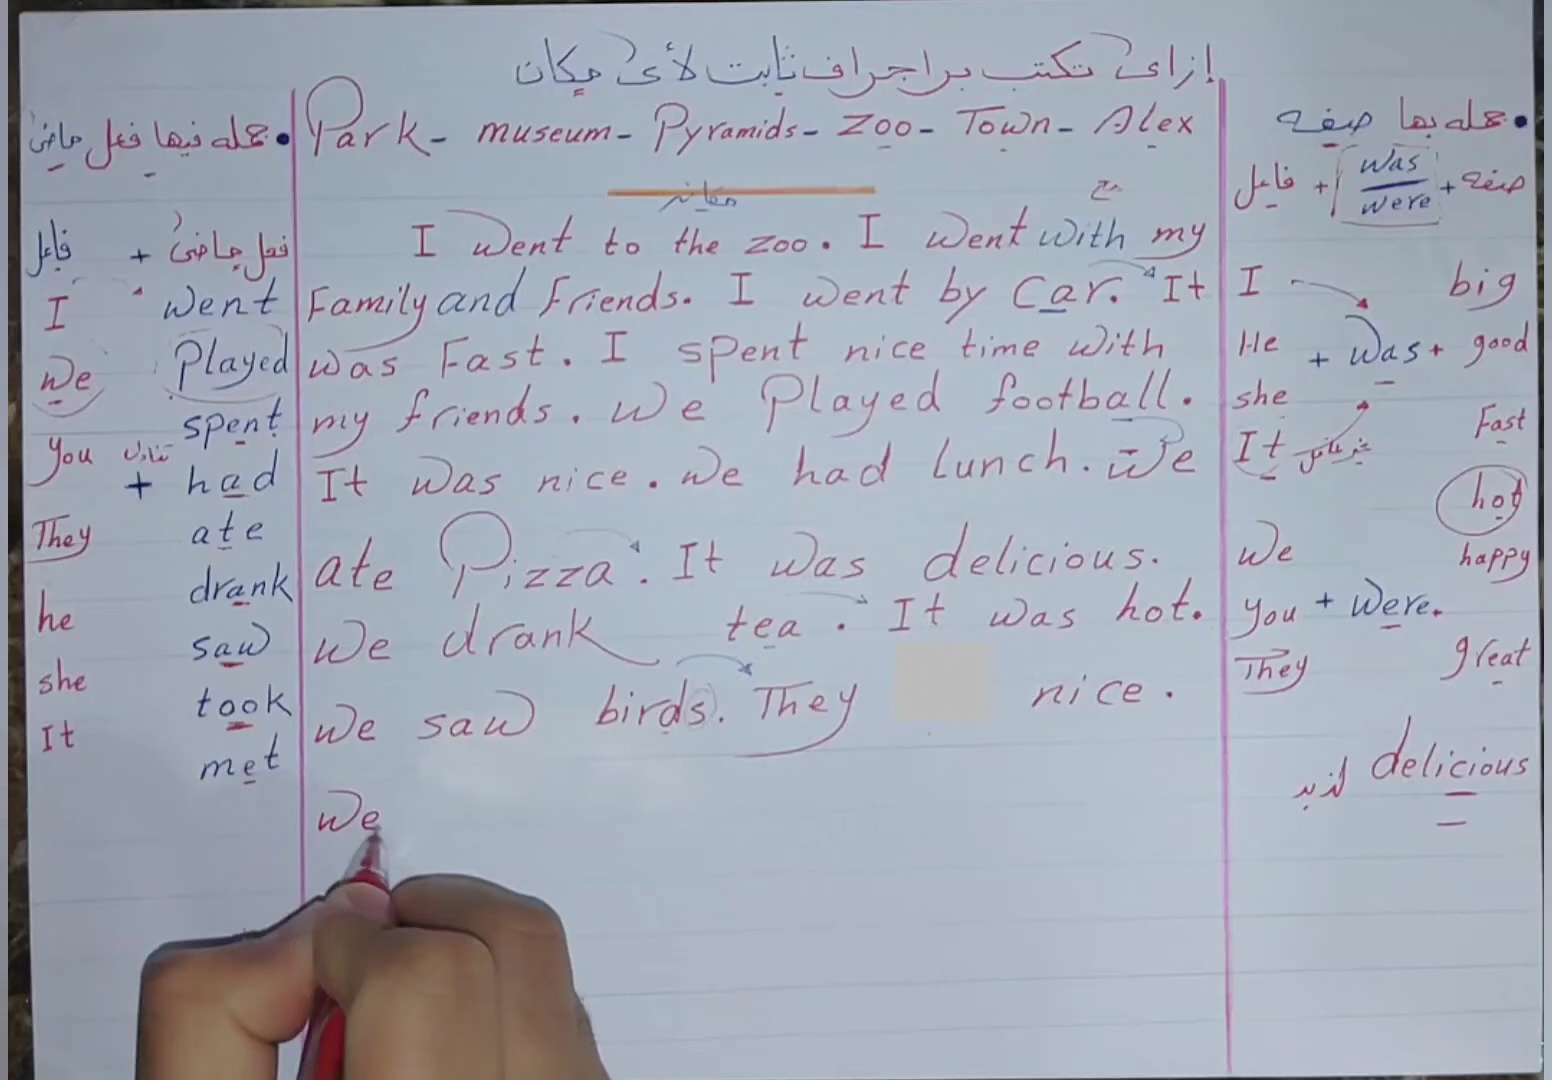 إزاى تكتب براجراف ثابت لأى مكان
Park - museum - Pyramids - Zoo - Town - Alex
I went to the zoo. I went with my
مع
Family and friends. I went by Car. It
was Fast. I spent nice time with
my friends. We Played football.
It was nice. We had lunch. We
ate Pizza. It was delicious.
We drank tea. It was hot.
We saw birds. They nice.
We
• جمله فيها فعل ماضى
فاعل + فعل ماضى
I went
We Played
You spent
+ had
They ate
drank
he saw
she took
It met
• جمله بها صفه
فاعل + was were + صفه
I big
He + was + good
she Fast
It غير عاقل
hot
We happy
you + were.
They great
delicious لذيذ